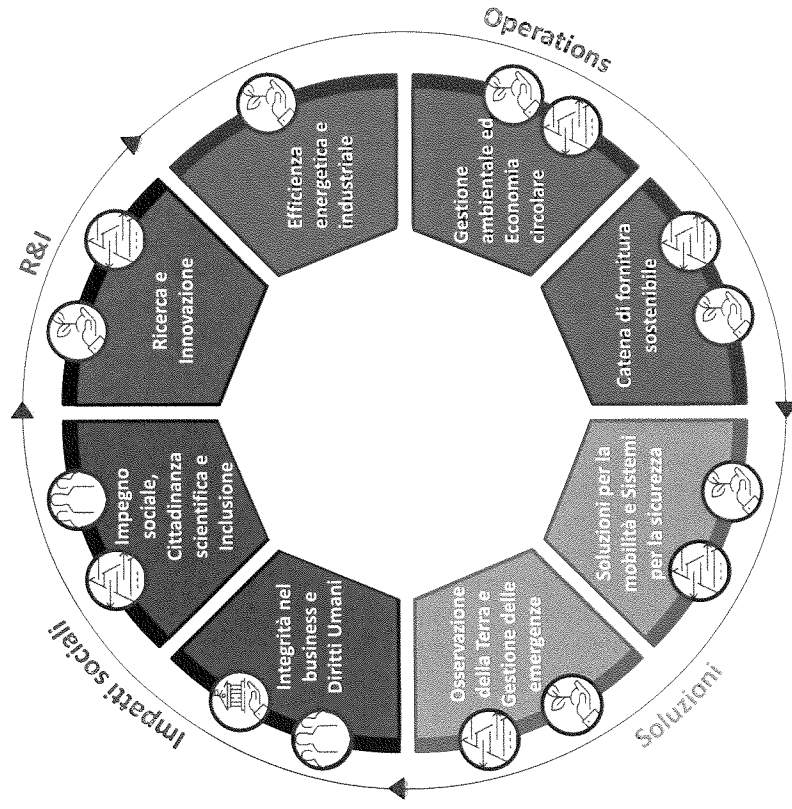 R&I
Ricerca e
Innovazione
Efficienza
energetica e
industriale
Operations
Gestione
ambientale ed
Economia
circolare
Catena di fornitura
sostenibile
Soluzioni per la
mobilità e Sistemi
per la sicurezza
Soluzioni
Osservazione
della Terra e
Gestione delle
emergenze
Integrità nel
business e
Diritti Umani
Impatti sociali
Impegno
sociale,
Cittadinanza
scientifica e
Inclusione